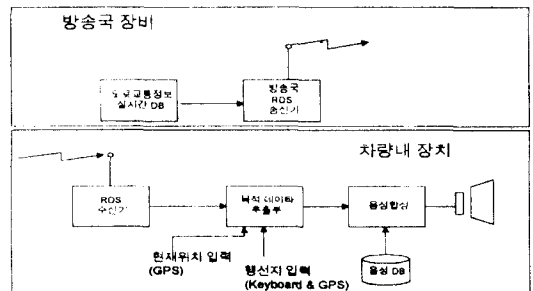 방송국 장비
도로교통정보
실시간 DB
방송국
RDS
송신기
차량내 장치
RDS
수신기
목적 데이타
추출부
음성합성
현재위치 입력
(GPS)
행선지 입력
(Keyboard & GPS)
음성 DB